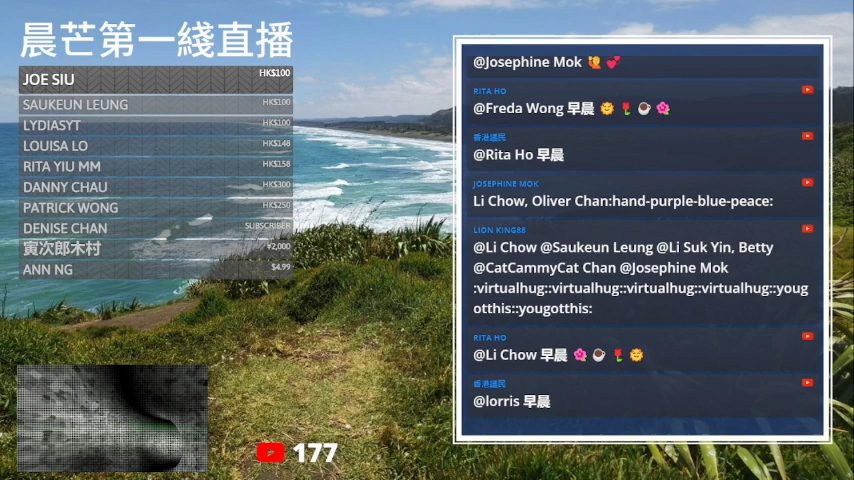 晨芒第一綫直播
JOE SIU HK$100
SAUKEUN LEUNG HK$100
LYDIASYT HK$100
LOUISA LO HK$148
RITA YIU MM HK$158
DANNY CHAU HK$300
PATRICK WONG HK$250
DENISE CHAN SUBSCRIBER
寅次郎木村 ¥2,000
ANN NG $4.99
177
@Josephine Mok 🙋 💕
RITA HO
@Freda Wong 早晨 🌞 🌷 ☕ 🌺
香港謠民
@Rita Ho 早晨
JOSEPHINE MOK
Li Chow, Oliver Chan:hand-purple-blue-peace:
LION KING88
@Li Chow @Saukeun Leung @Li Suk Yin, Betty
@CatCammyCat Chan @Josephine Mok
:virtualhug::virtualhug::virtualhug::virtualhug::youg
otthis::yougotthis:
RITA HO
@Li Chow 早晨 🌺 ☕ 🌷 🌞
香港謠民
@lorris 早晨